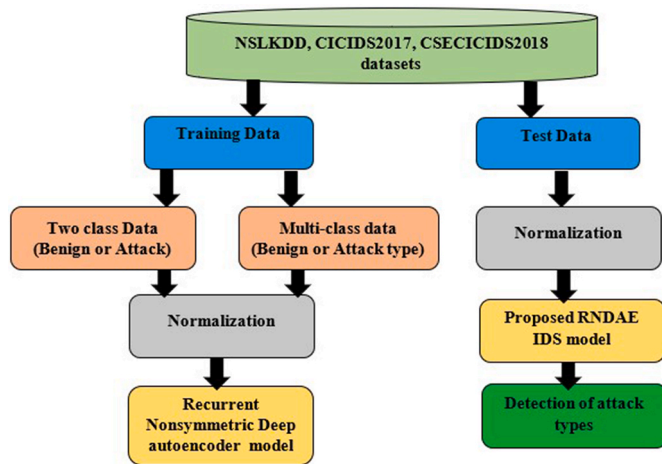 NSLKDD, CICIDS2017, CSECICIDS2018
datasets
Training Data
Test Data
Two class Data
(Benign or Attack)
Multi-class data
(Benign or Attack type)
Normalization
Normalization
Proposed RNDAE
IDS model
Recurrent
Nonsymmetric Deep
autoencoder model
Detection of attack
types